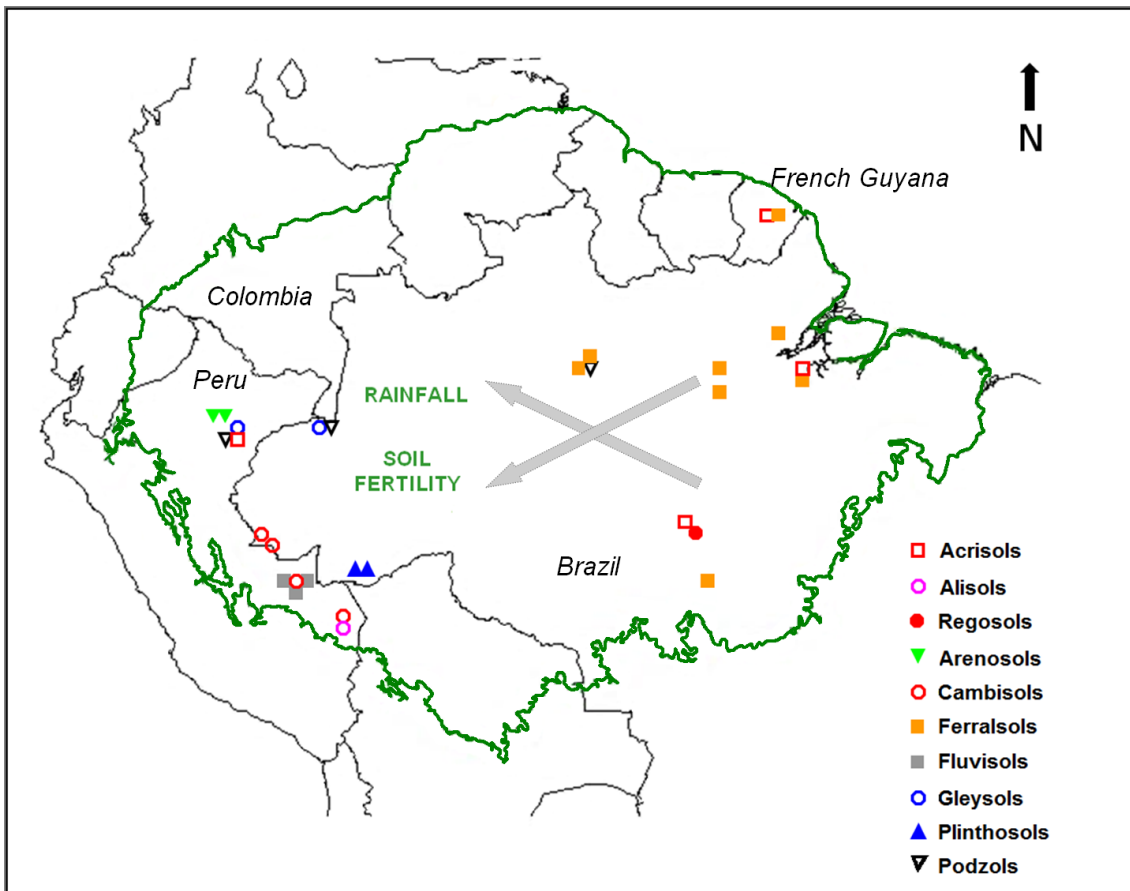 N
French Guyana
Colombia
Peru
RAINFALL
SOIL
FERTILITY
Brazil
Acrisols
Alisols
Regosols
Arenosols
Cambisols
Ferralsols
Fluvisols
Gleysols
Plinthosols
Podzols